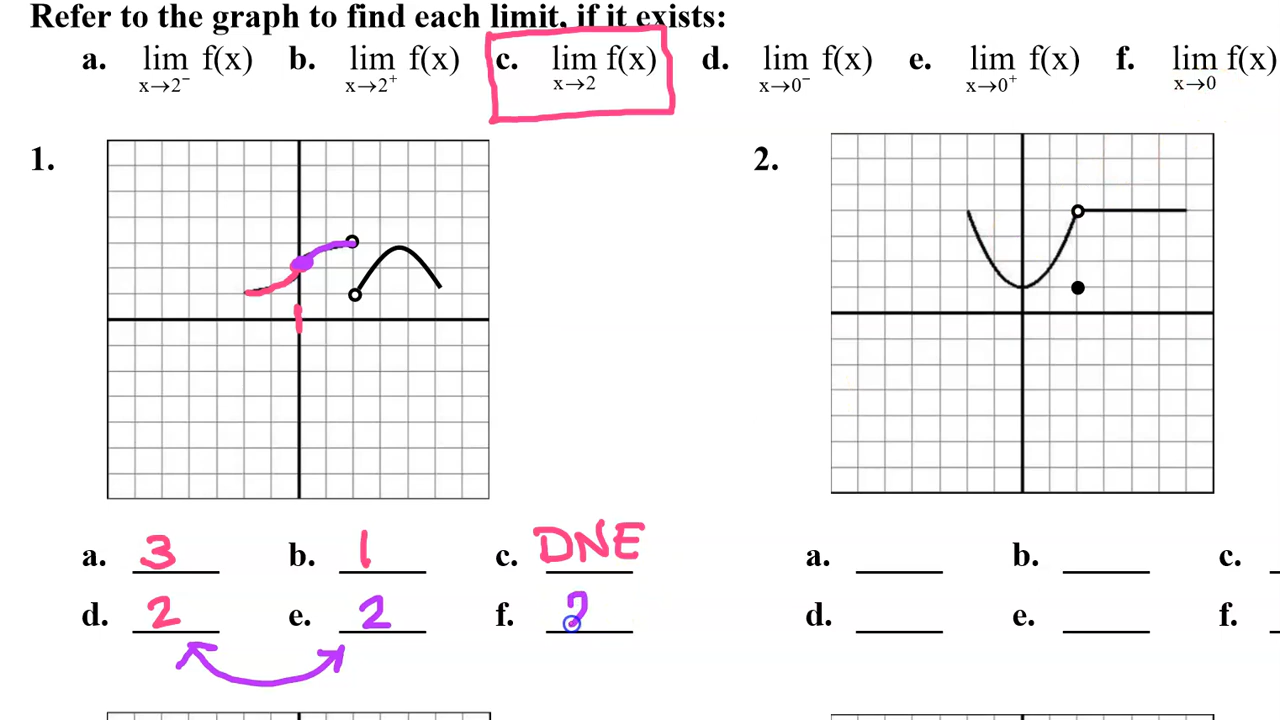 Refer to the graph to find each limit, if it exists:
a. lim x→2⁻ f(x) b. lim x→2⁺ f(x) c. lim x→2 f(x) d. lim x→0⁻ f(x) e. lim x→0⁺ f(x) f. lim x→0 f(x)
1. 2.
a. 3 b. 1 c. DNE a. b. c.
d. 2 e. 2 f. 2 d. e. f.